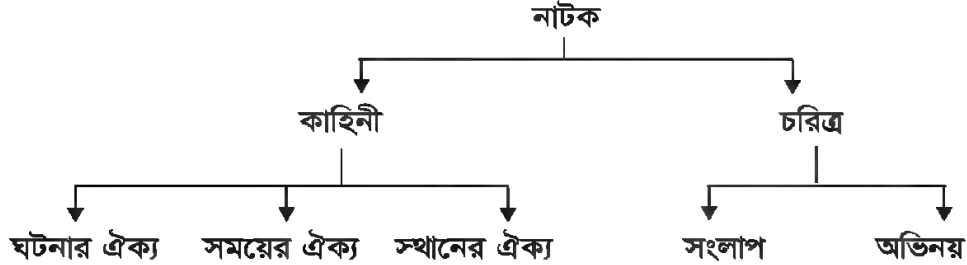 নাটক
কাহিনী চরিত্র
ঘটনার ঐক্য সময়ের ঐক্য স্থানের ঐক্য সংলাপ অভিনয়